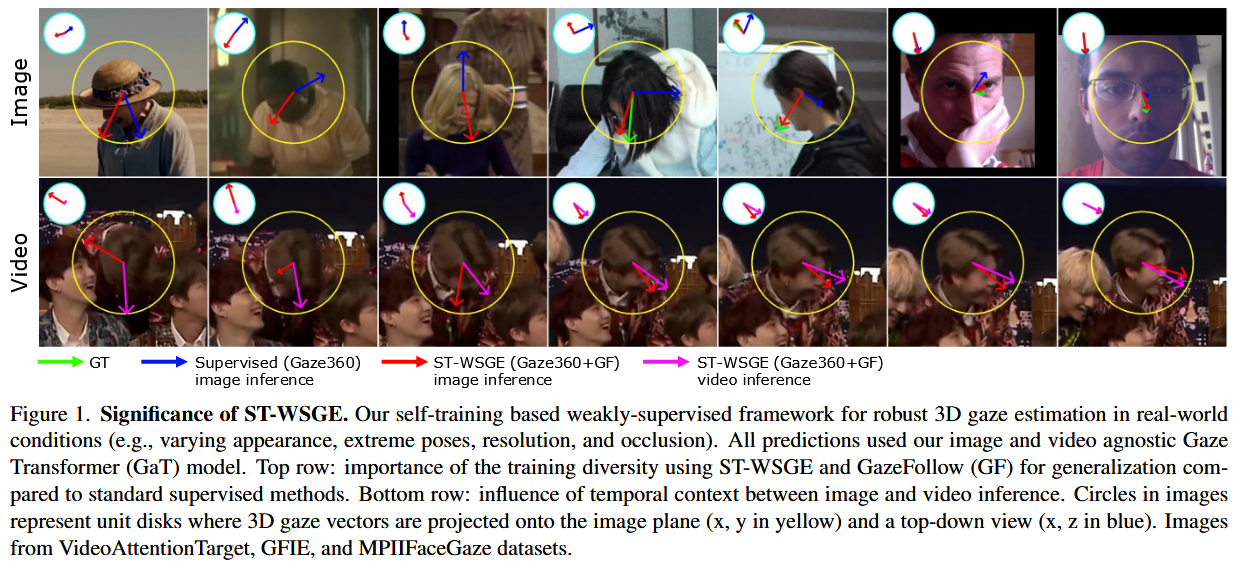 Image
Video
GT
Supervised (Gaze360)
image inference
ST-WSGE (Gaze360+GF)
image inference
ST-WSGE (Gaze360+GF)
video inference
Figure 1. Significance of ST-WSGE. Our self-training based weakly-supervised framework for robust 3D gaze estimation in real-world
conditions (e.g., varying appearance, extreme poses, resolution, and occlusion). All predictions used our image and video agnostic Gaze
Transformer (GaT) model. Top row: importance of the training diversity using ST-WSGE and GazeFollow (GF) for generalization com-
pared to standard supervised methods. Bottom row: influence of temporal context between image and video inference. Circles in images
represent unit disks where 3D gaze vectors are projected onto the image plane (x, y in yellow) and a top-down view (x, z in blue). Images
from VideoAttentionTarget, GFIE, and MPIIFaceGaze datasets.